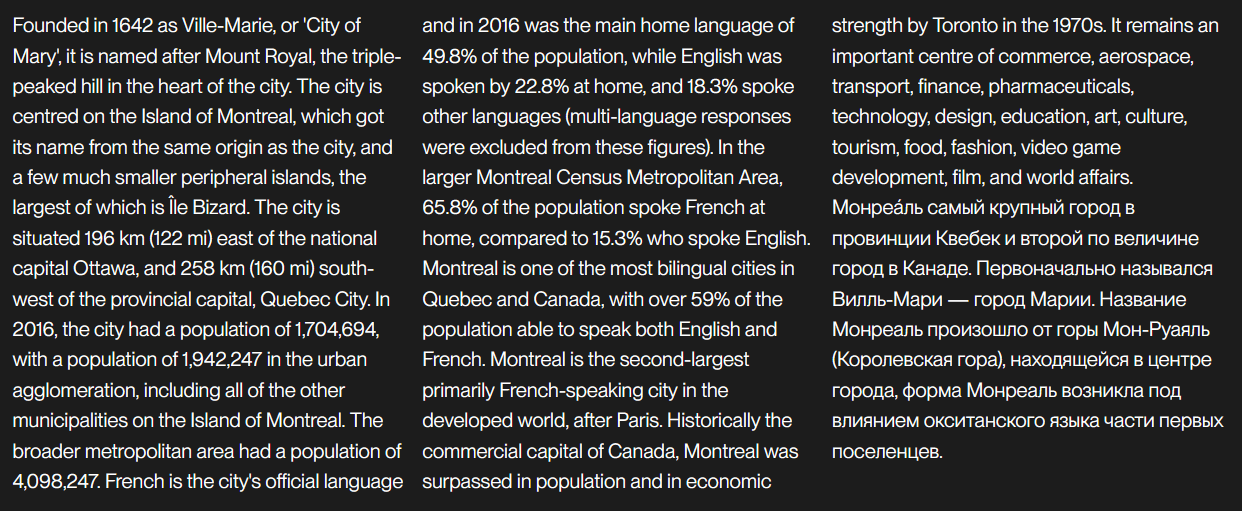 Founded in 1642 as Ville-Marie, or 'City of
Mary', it is named after Mount Royal, the triple-
peaked hill in the heart of the city. The city is
centred on the Island of Montreal, which got
its name from the same origin as the city, and
a few much smaller peripheral islands, the
largest of which is Île Bizard. The city is
situated 196 km (122 mi) east of the national
capital Ottawa, and 258 km (160 mi) south-
west of the provincial capital, Quebec City. In
2016, the city had a population of 1,704,694,
with a population of 1,942,247 in the urban
agglomeration, including all of the other
municipalities on the Island of Montreal. The
broader metropolitan area had a population of
4,098,247. French is the city's official language
and in 2016 was the main home language of
49.8% of the population, while English was
spoken by 22.8% at home, and 18.3% spoke
other languages (multi-language responses
were excluded from these figures). In the
larger Montreal Census Metropolitan Area,
65.8% of the population spoke French at
home, compared to 15.3% who spoke English.
Montreal is one of the most bilingual cities in
Quebec and Canada, with over 59% of the
population able to speak both English and
French. Montreal is the second-largest
primarily French-speaking city in the
developed world, after Paris. Historically the
commercial capital of Canada, Montreal was
surpassed in population and in economic
strength by Toronto in the 1970s. It remains an
important centre of commerce, aerospace,
transport, finance, pharmaceuticals,
technology, design, education, art, culture,
tourism, food, fashion, video game
development, film, and world affairs.
Монреа́ль самый крупный город в
провинции Квебек и второй по величине
город в Канаде. Первоначально назывался
Вилль-Мари — город Марии. Название
Монреаль произошло от горы Мон-Руаяль
(Королевская гора), находящейся в центре
города, форма Монреаль возникла под
влиянием окситанского языка части первых
поселенцев.